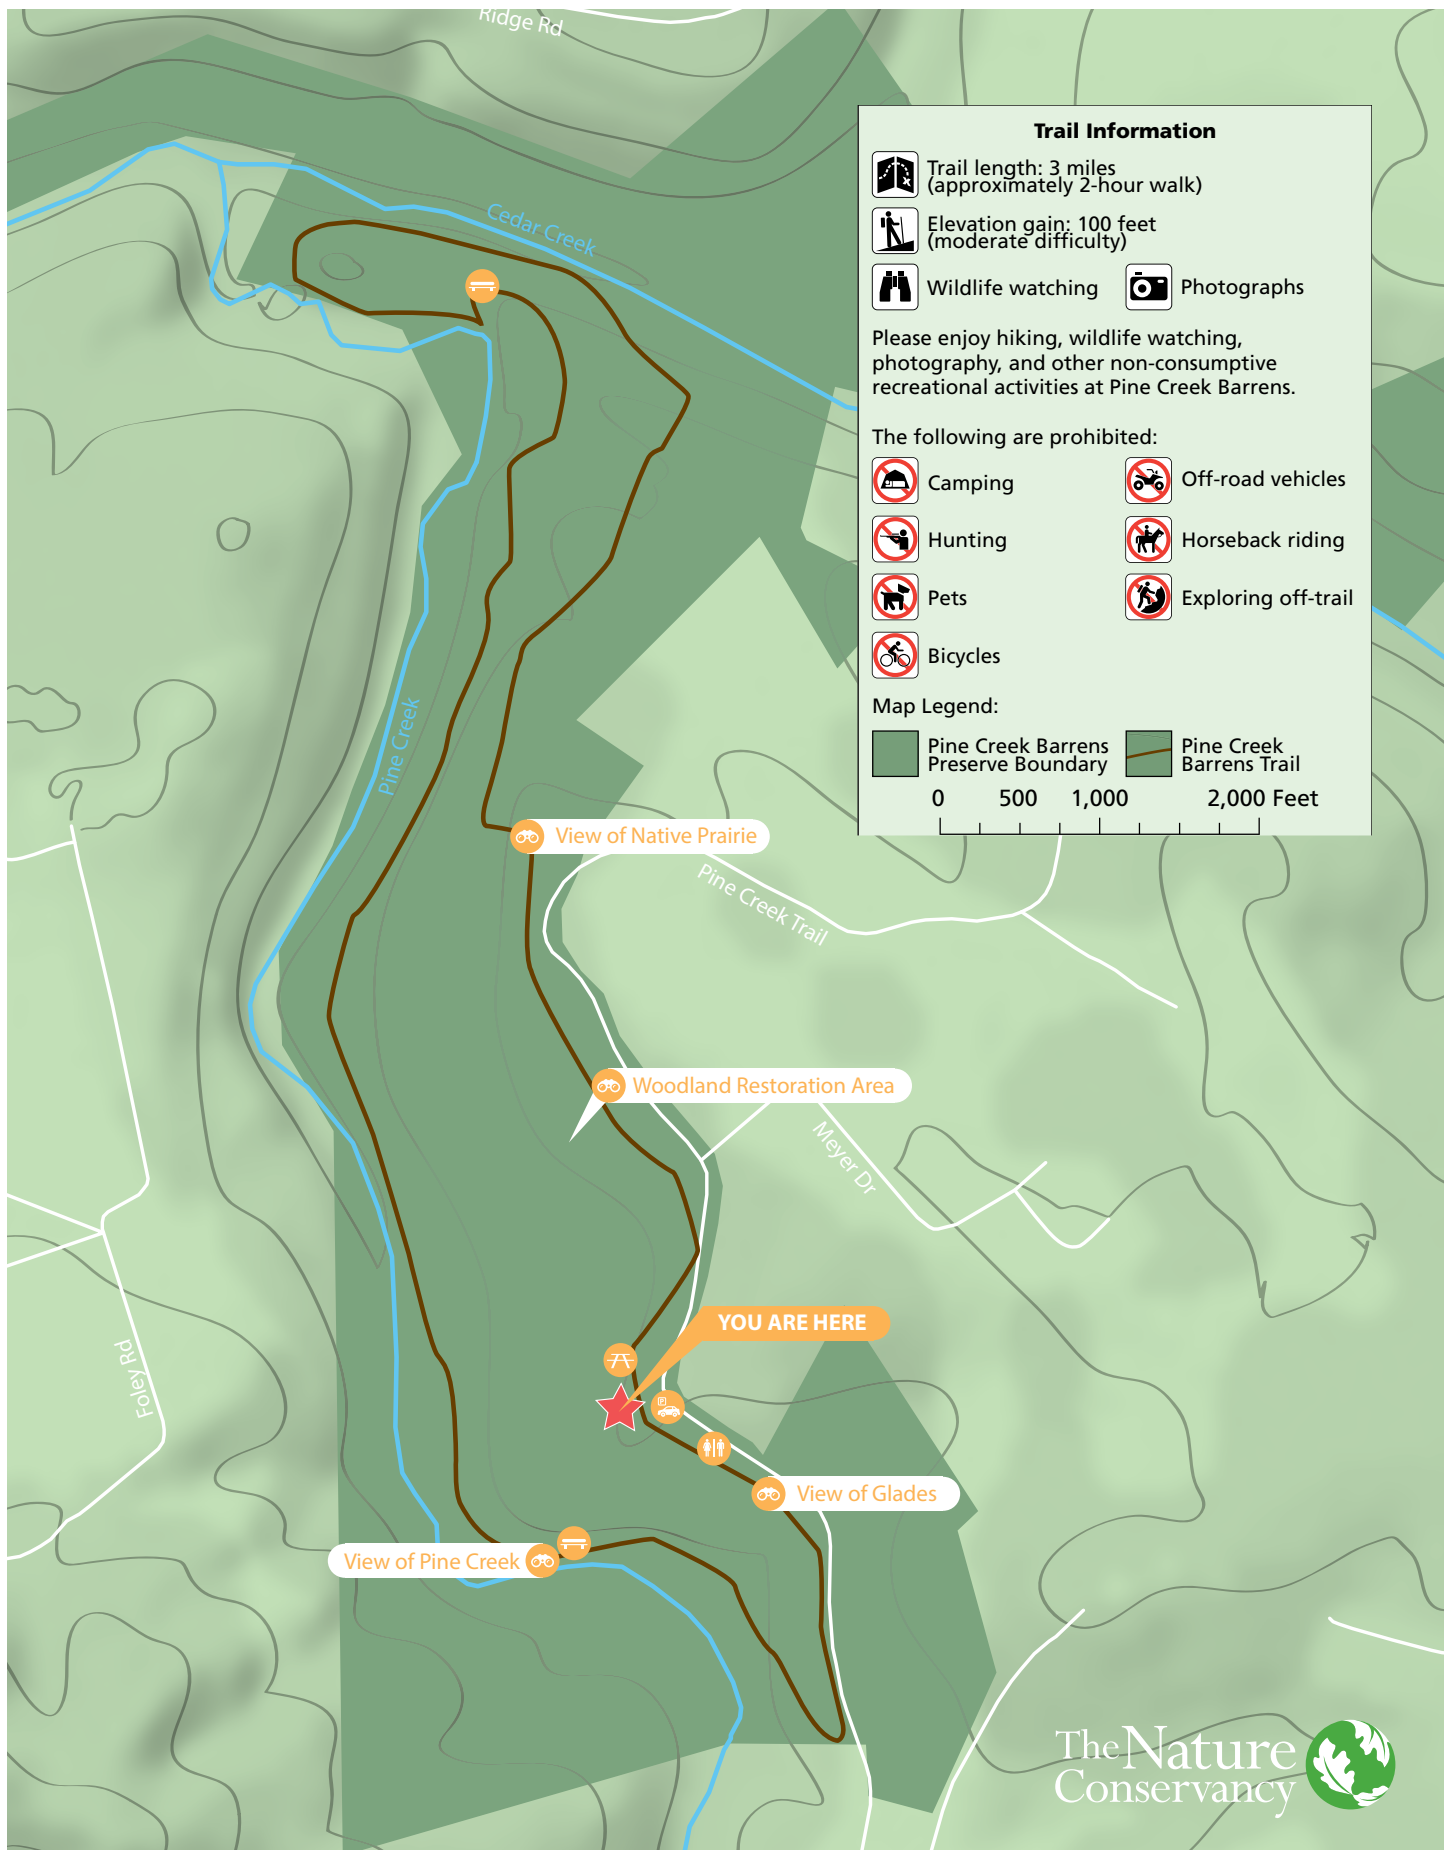 Ridge Rd
Trail Information
Trail length: 3 miles
(approximately 2-hour walk)
Elevation gain: 100 feet
(moderate difficulty)
Wildlife watching
Photographs
Please enjoy hiking, wildlife watching,
photography, and other non-consumptive
recreational activities at Pine Creek Barrens.
The following are prohibited:
Camping
Off-road vehicles
Hunting
Horseback riding
Pets
Exploring off-trail
Bicycles
Map Legend:
Pine Creek Barrens
Preserve Boundary
Pine Creek
Barrens Trail
0 500 1,000 2,000 Feet
Cedar Creek
Pine Creek
View of Native Prairie
Pine Creek Trail
Woodland Restoration Area
Meyer Dr
YOU ARE HERE
Foley Rd
P
View of Glades
View of Pine Creek
The Nature
Conservancy